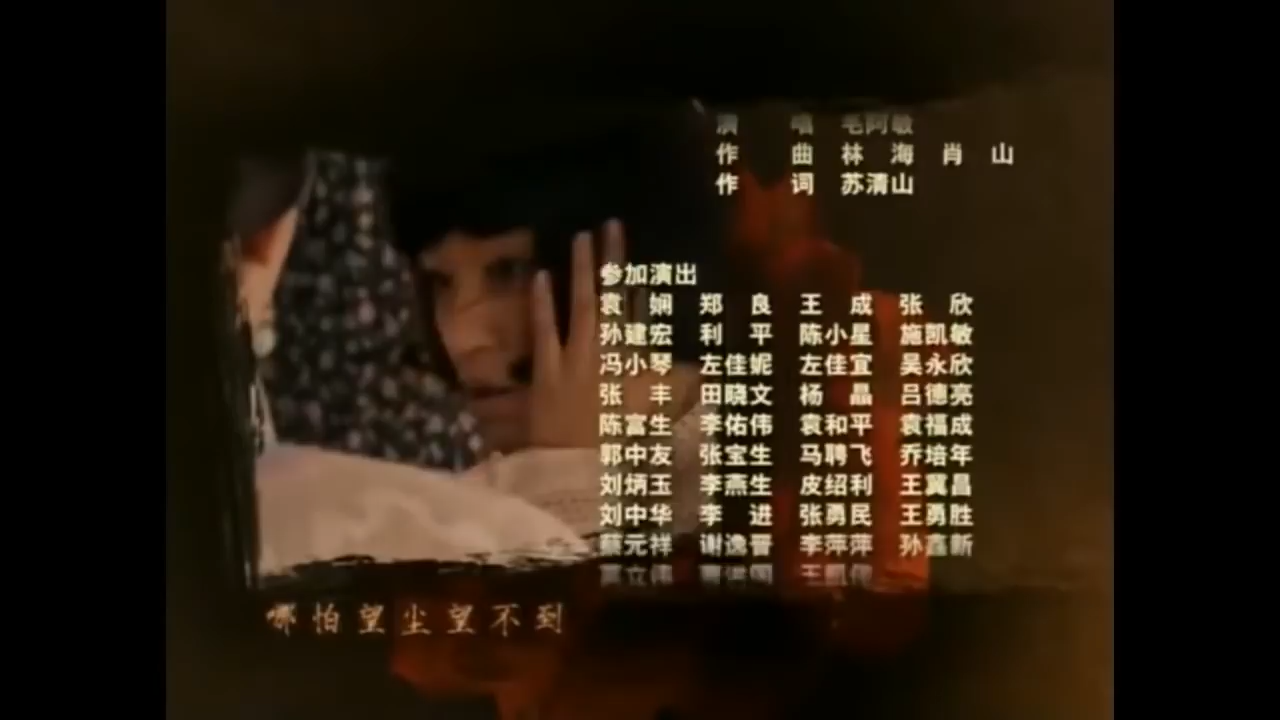 演 唱 毛阿敏
作 曲 林 海 肖 山
作 词 苏清山
参加演出
袁 娴 郑 良 王 成 张 欣
孙建宏 利 平 陈小星 施凯敏
冯小琴 左佳妮 左佳宜 吴永欣
张 丰 田晓文 杨 晶 吕德亮
陈富生 李佑伟 袁和平 袁福成
郭中友 张宝生 马聘飞 乔培年
刘炳玉 李燕生 皮绍利 王冀昌
刘中华 李 进 张勇民 王勇胜
蔡元祥 谢逸晋 李萍萍 孙鑫新
哪怕望尘望不到